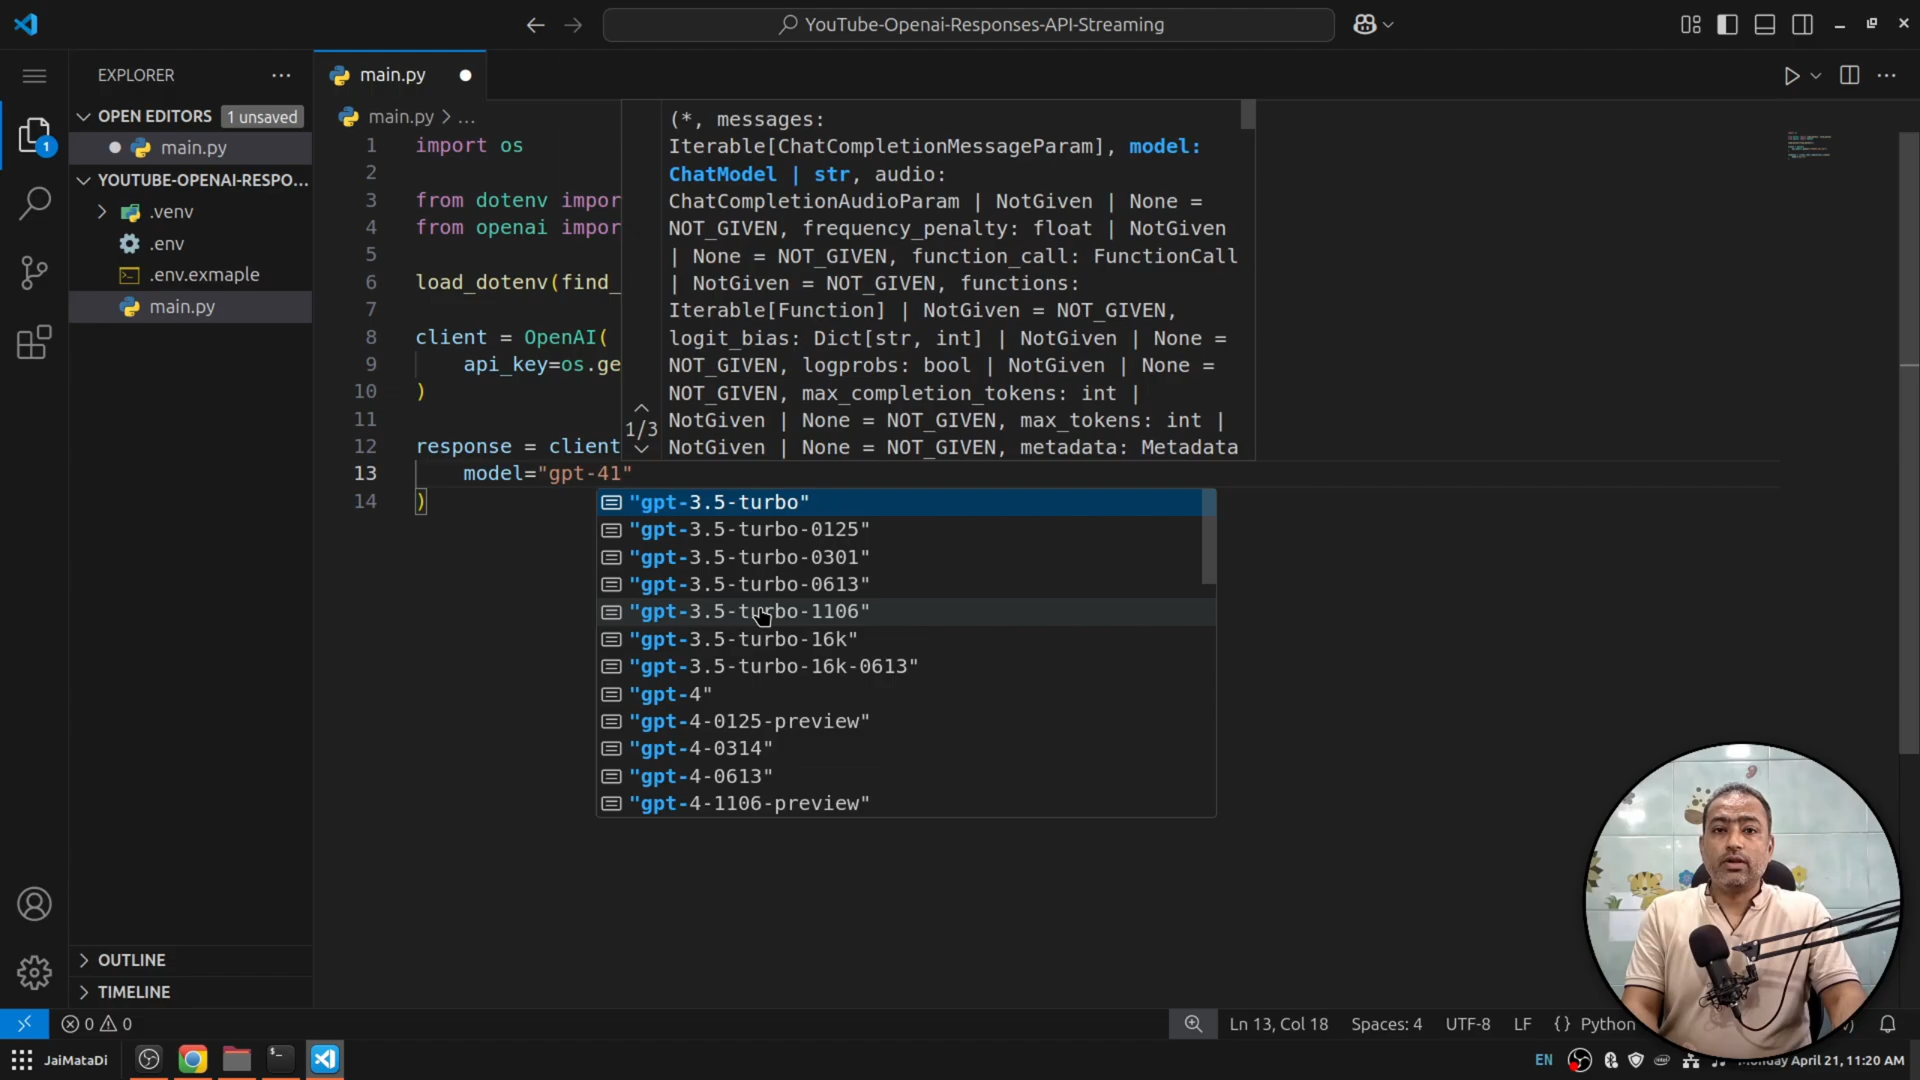 YouTube-Openai-Responses-API-Streaming
EXPLORER
OPEN EDITORS 1 unsaved
main.py
YOUTUBE-OPENAI-RESPO...
.venv
.env
.env.exmaple
main.py
OUTLINE
TIMELINE
main.py
main.py > ...
1 import os
2
3 from dotenv impor
4 from openai impor
5
6 load_dotenv(find_
7
8 client = OpenAI(
9 api_key=os.ge
10 )
11
12 response = client
13 model="gpt-41"
14 )
(*, messages:
Iterable[ChatCompletionMessageParam], model:
ChatModel | str, audio:
ChatCompletionAudioParam | NotGiven | None =
NOT_GIVEN, frequency_penalty: float | NotGiven
| None = NOT_GIVEN, function_call: FunctionCall
| NotGiven = NOT_GIVEN, functions:
Iterable[Function] | NotGiven = NOT_GIVEN,
logit_bias: Dict[str, int] | NotGiven | None =
NOT_GIVEN, logprobs: bool | NotGiven | None =
NOT_GIVEN, max_completion_tokens: int |
NotGiven | None = NOT_GIVEN, max_tokens: int |
NotGiven | None = NOT_GIVEN, metadata: Metadata
1/3
"gpt-3.5-turbo"
"gpt-3.5-turbo-0125"
"gpt-3.5-turbo-0301"
"gpt-3.5-turbo-0613"
"gpt-3.5-turbo-1106"
"gpt-3.5-turbo-16k"
"gpt-3.5-turbo-16k-0613"
"gpt-4"
"gpt-4-0125-preview"
"gpt-4-0314"
"gpt-4-0613"
"gpt-4-1106-preview"
1
0 0
Ln 13, Col 18 Spaces: 4 UTF-8 LF {} Python
JaiMataDi
EN
Monday April 21, 11:20 AM